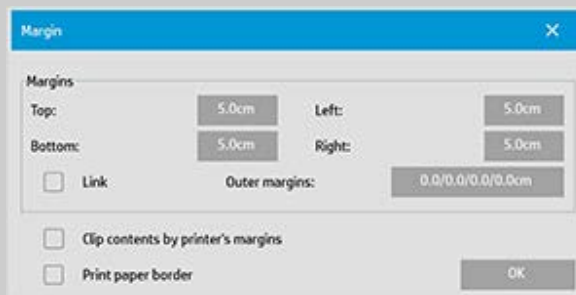 Margin
Margins
Top: 5.0cm Left: 5.0cm
Bottom: 5.0cm Right: 5.0cm
Link Outer margins: 0.0/0.0/0.0/0.0cm
Clip contents by printer's margins
Print paper border OK